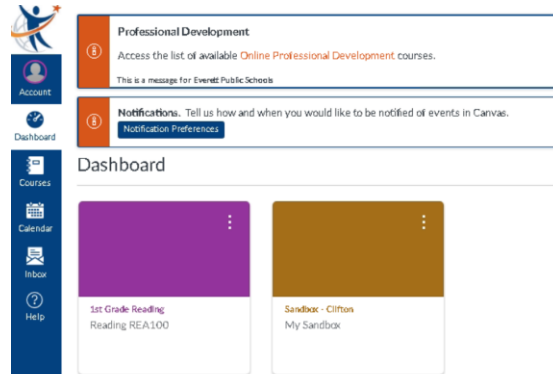 Professional Development
Access the list of available Online Professional Development courses.
This is a message for Everett Public Schools
Account
Notifications. Tell us how and when you would like to be notified of events in Canvas.
Notification Preferences
Dashboard
Dashboard
Courses
Calendar
Inbox
Help
1st Grade Reading
Reading REA100
Sandbox - Clifton
My Sandbox